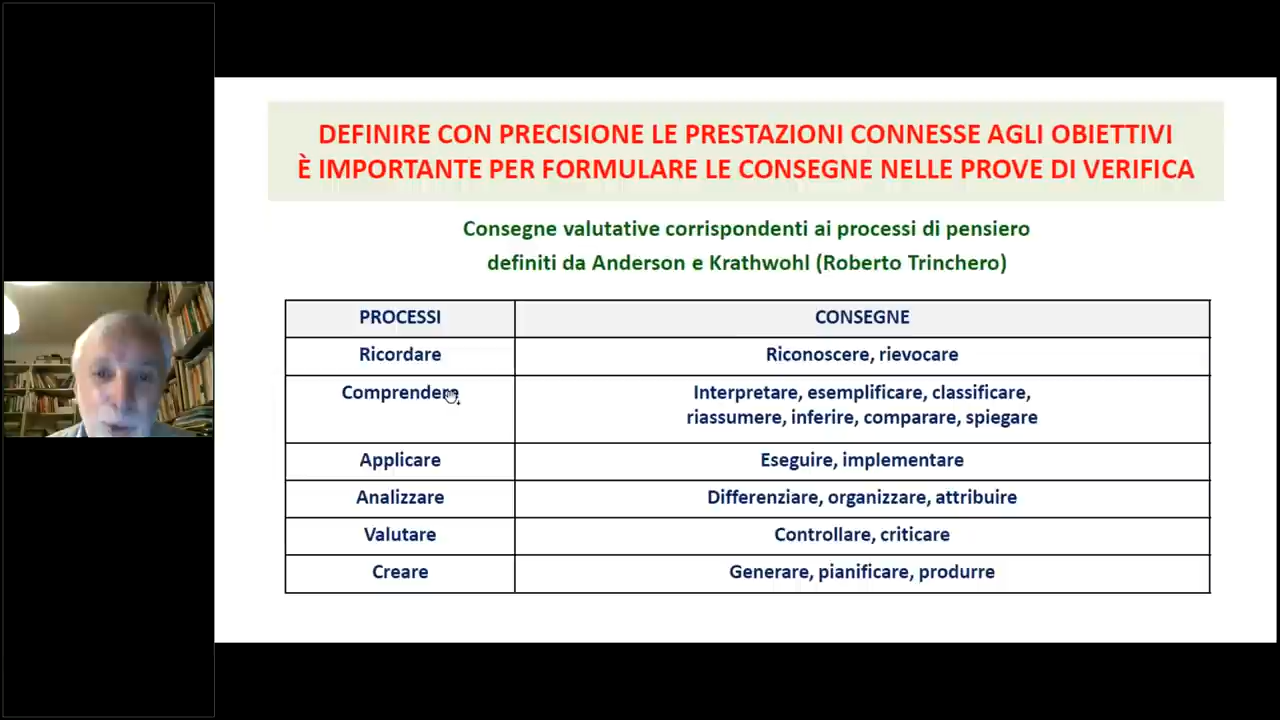 DEFINIRE CON PRECISIONE LE PRESTAZIONI CONNESSE AGLI OBIETTIVI
È IMPORTANTE PER FORMULARE LE CONSEGNE NELLE PROVE DI VERIFICA
Consegne valutative corrispondenti ai processi di pensiero
definiti da Anderson e Krathwohl (Roberto Trinchero)
PROCESSI CONSEGNE
Ricordare Riconoscere, rievocare
Comprendere Interpretare, esemplificare, classificare,
riassumere, inferire, comparare, spiegare
Applicare Eseguire, implementare
Analizzare Differenziare, organizzare, attribuire
Valutare Controllare, criticare
Creare Generare, pianificare, produrre